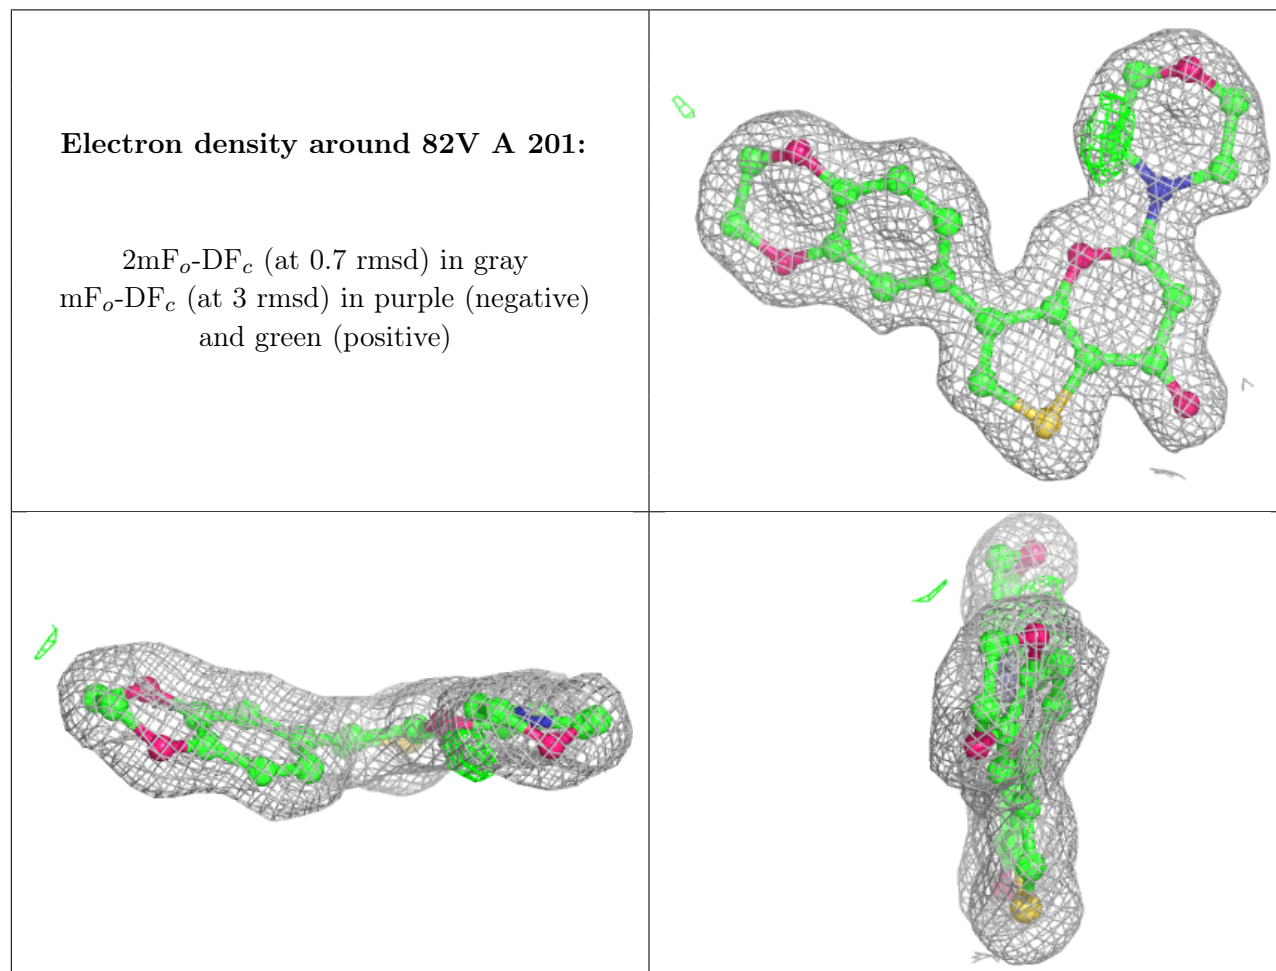 Electron density around 82V A 201:
2mFo-DFc (at 0.7 rmsd) in gray
mFo-DFc (at 3 rmsd) in purple (negative)
and green (positive)